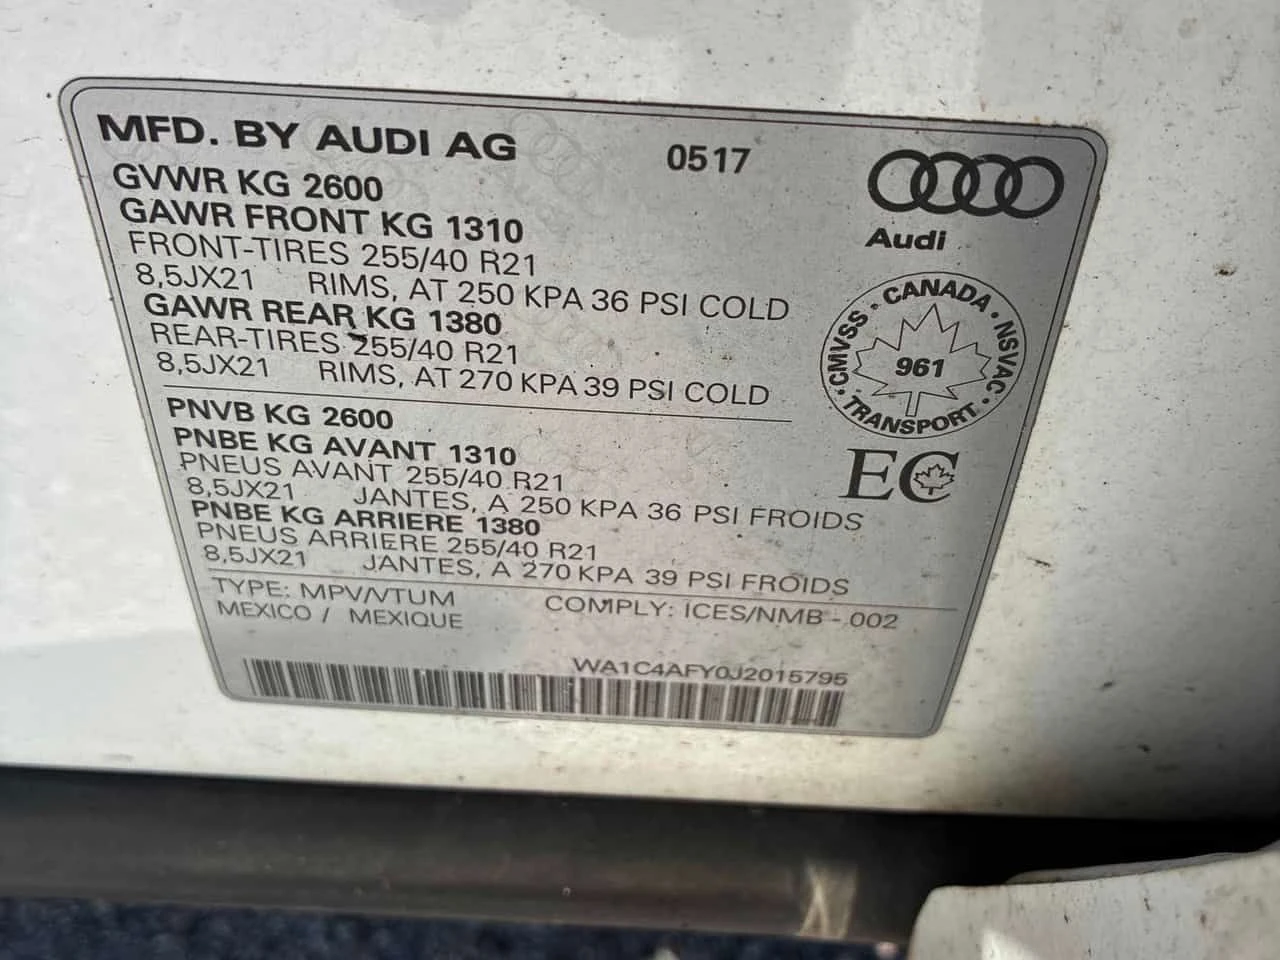 MFD. BY AUDI AG 0517
GVWR KG 2600
GAWR FRONT KG 1310
FRONT-TIRES 255/40 R21
8,5JX21 RIMS, AT 250 KPA 36 PSI COLD
GAWR REAR KG 1380
REAR-TIRES 255/40 R21
8,5JX21 RIMS, AT 270 KPA 39 PSI COLD
Audi
CANADA · NSVAC · TRANSPORT · CMVSS ·
961
PNVB KG 2600
PNBE KG AVANT 1310
PNEUS AVANT 255/40 R21
8,5JX21 JANTES, A 250 KPA 36 PSI FROIDS
PNBE KG ARRIERE 1380
PNEUS ARRIERE 255/40 R21
8,5JX21 JANTES, A 270 KPA 39 PSI FROIDS
EC
TYPE: MPV/VTUM COMPLY: ICES/NMB - 002
MEXICO / MEXIQUE
WA1C4AFY0J2015795